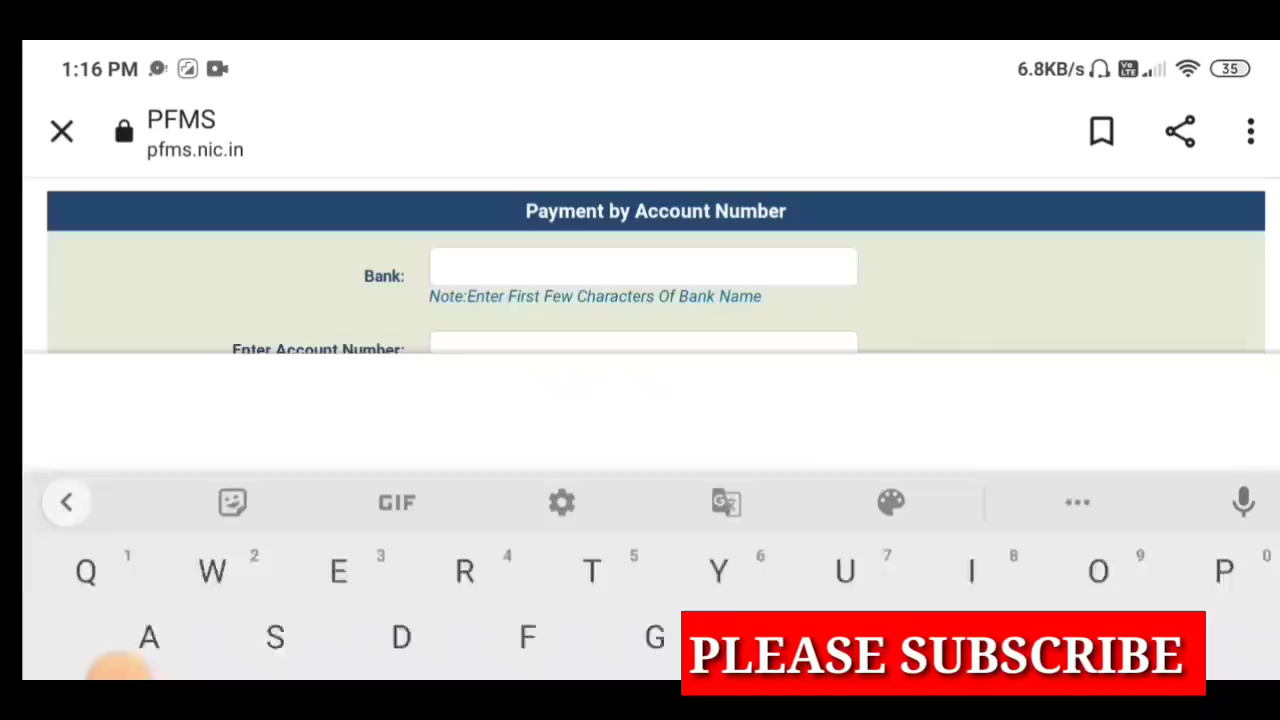 1:16 PM
6.8KB/s
Vo LTE
35
PFMS
pfms.nic.in
Payment by Account Number
Bank:
Note:Enter First Few Characters Of Bank Name
Enter Account Number:
GIF
Q 1 W 2 E 3 R 4 T 5 Y 6 U 7 I 8 O 9 P 0
A S D F G
PLEASE SUBSCRIBE